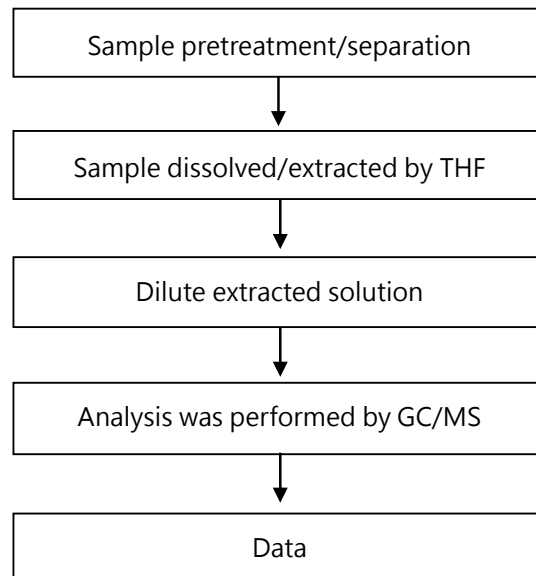 Sample pretreatment/separation
Sample dissolved/extracted by THF
Dilute extracted solution
Analysis was performed by GC/MS
Data